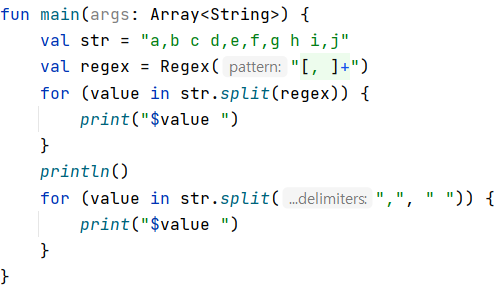 fun main(args: Array<String>) {
    val str = "a,b c d,e,f,g h i,j"
    val regex = Regex( pattern: "[, ]+")
    for (value in str.split(regex)) {
        print("$value ")
    }
    println()
    for (value in str.split( ...delimiters: ",", " ")) {
        print("$value ")
    }
}